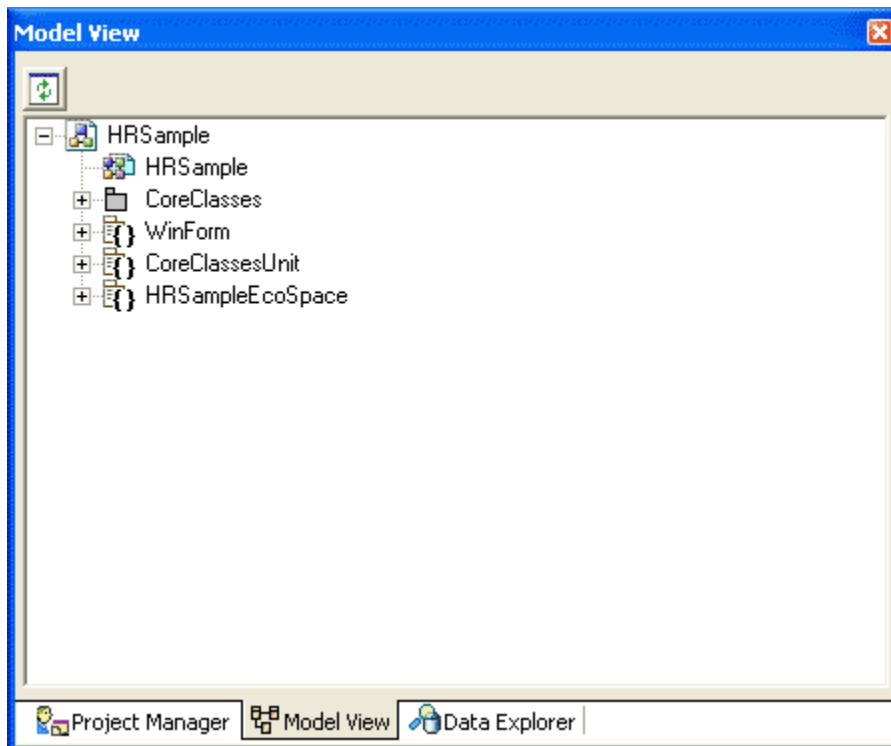 Model View
HRSample
HRSample
CoreClasses
WinForm
CoreClassesUnit
HRSampleEcoSpace
Project Manager Model View Data Explorer